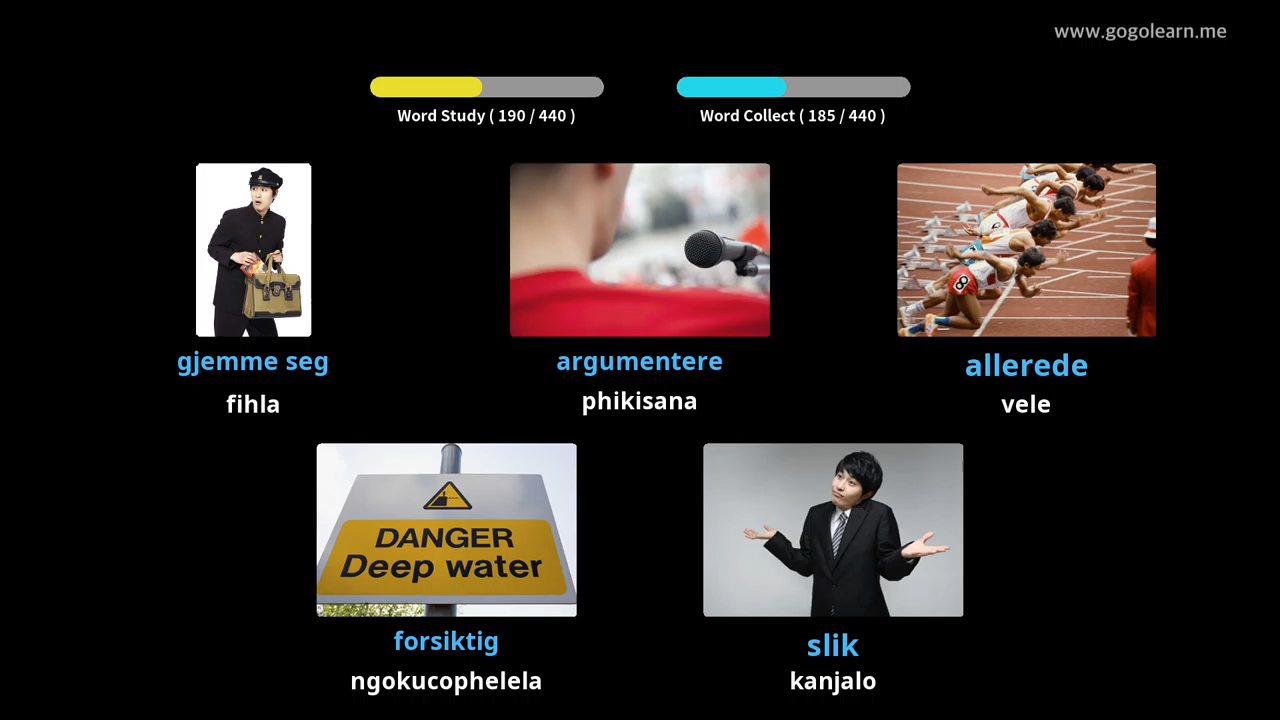 www.gogolearn.me
Word Study ( 190 / 440 )
Word Collect ( 185 / 440 )
gjemme seg
fihla
argumentere
phikisana
allerede
vele
8
DANGER
Deep water
forsiktig
ngokucophelela
slik
kanjalo